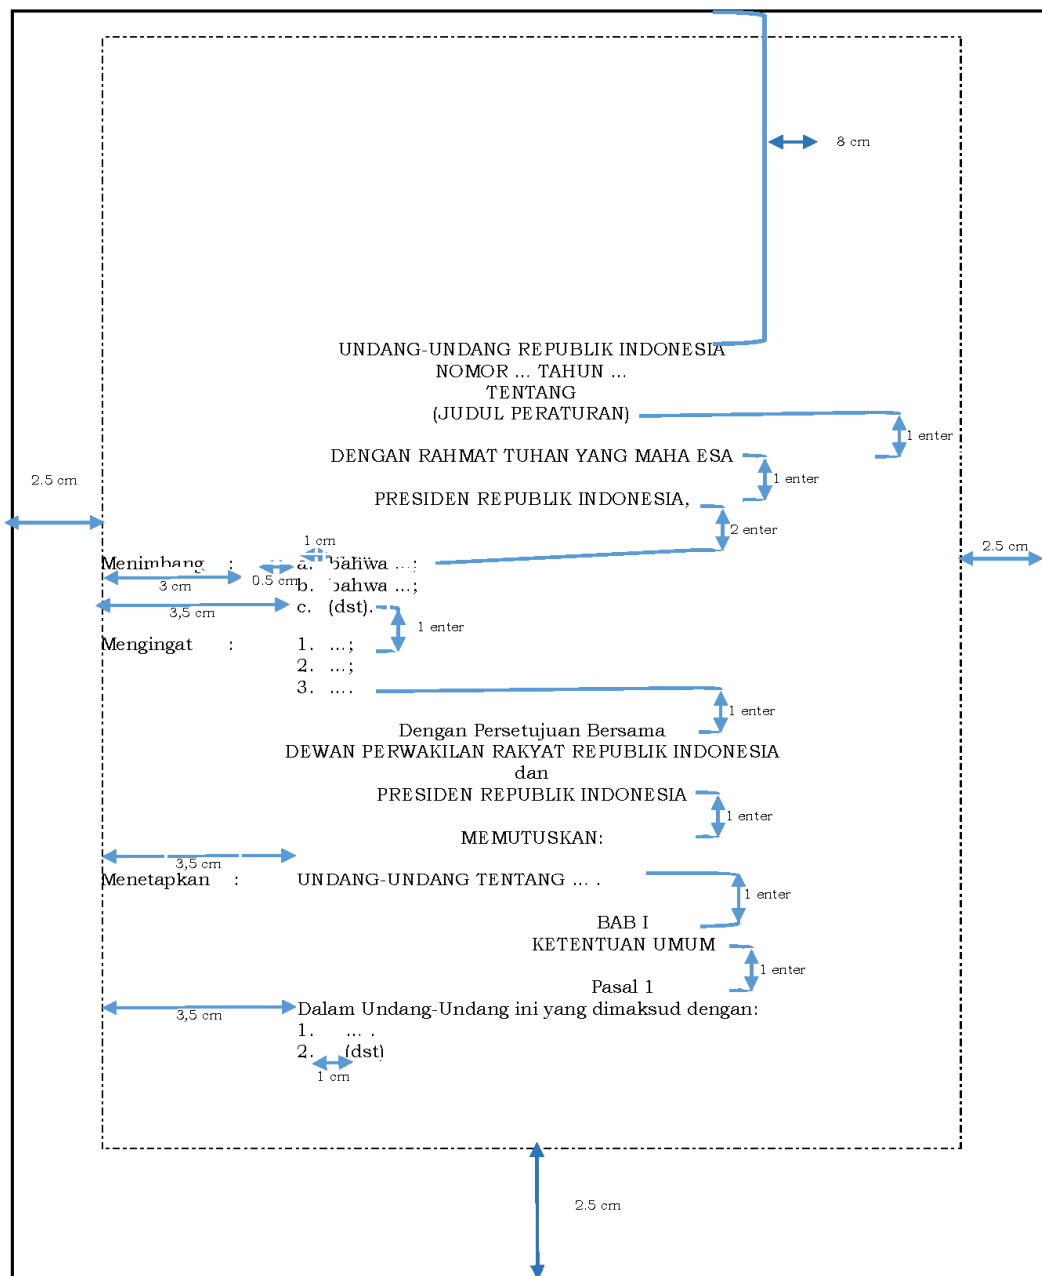 8 cm
UNDANG-UNDANG REPUBLIK INDONESIA
NOMOR ... TAHUN ...
TENTANG
(JUDUL PERATURAN)
1 enter
DENGAN RAHMAT TUHAN YANG MAHA ESA
1 enter
2.5 cm
PRESIDEN REPUBLIK INDONESIA,
2 enter
1 cm
2.5 cm
Menimbang : a. bahwa ...;
3 cm 0.5 cm b. bahwa ...;
3,5 cm c. (dst).
1 enter
Mengingat : 1. ...;
2. ...;
3. ....
1 enter
Dengan Persetujuan Bersama
DEWAN PERWAKILAN RAKYAT REPUBLIK INDONESIA
dan
PRESIDEN REPUBLIK INDONESIA
1 enter
MEMUTUSKAN:
3,5 cm
Menetapkan : UNDANG-UNDANG TENTANG ... .
1 enter
BAB I
KETENTUAN UMUM
1 enter
Pasal 1
3,5 cm Dalam Undang-Undang ini yang dimaksud dengan:
1. ... .
2. (dst)
1 cm
2.5 cm